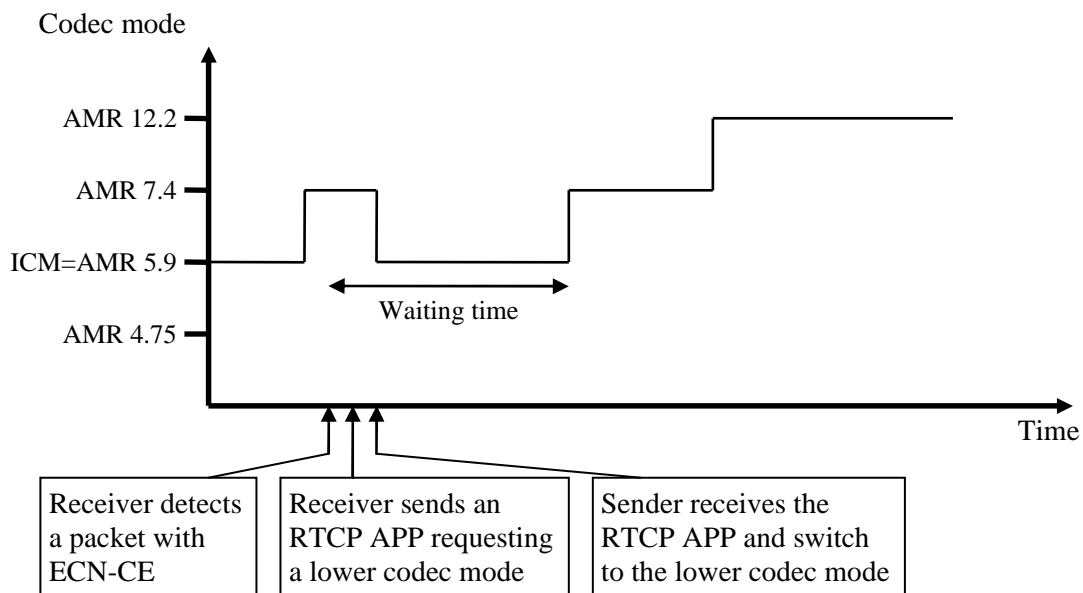 Codec mode
AMR 12.2
AMR 7.4
ICM=AMR 5.9
Waiting time
AMR 4.75
Time
Receiver detects
a packet with
ECN-CE
Receiver sends an
RTCP APP requesting
a lower codec mode
Sender receives the
RTCP APP and switch
to the lower codec mode